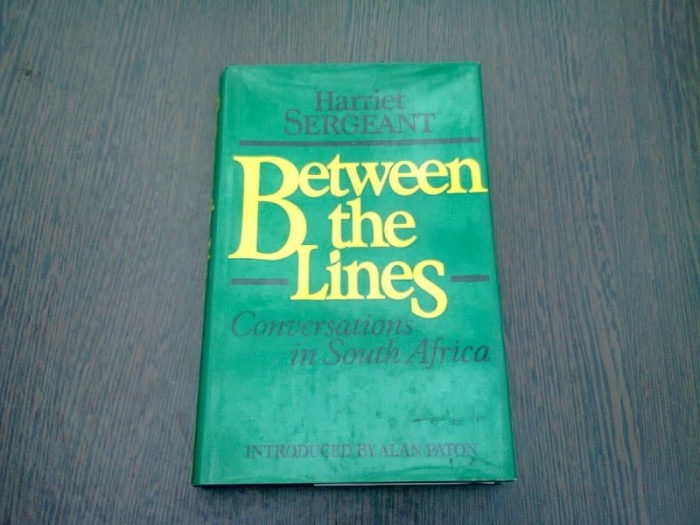 Harriet
SERGEANT
Between
the
Lines
Conversations
in South Africa
INTRODUCED BY ALAN PATON